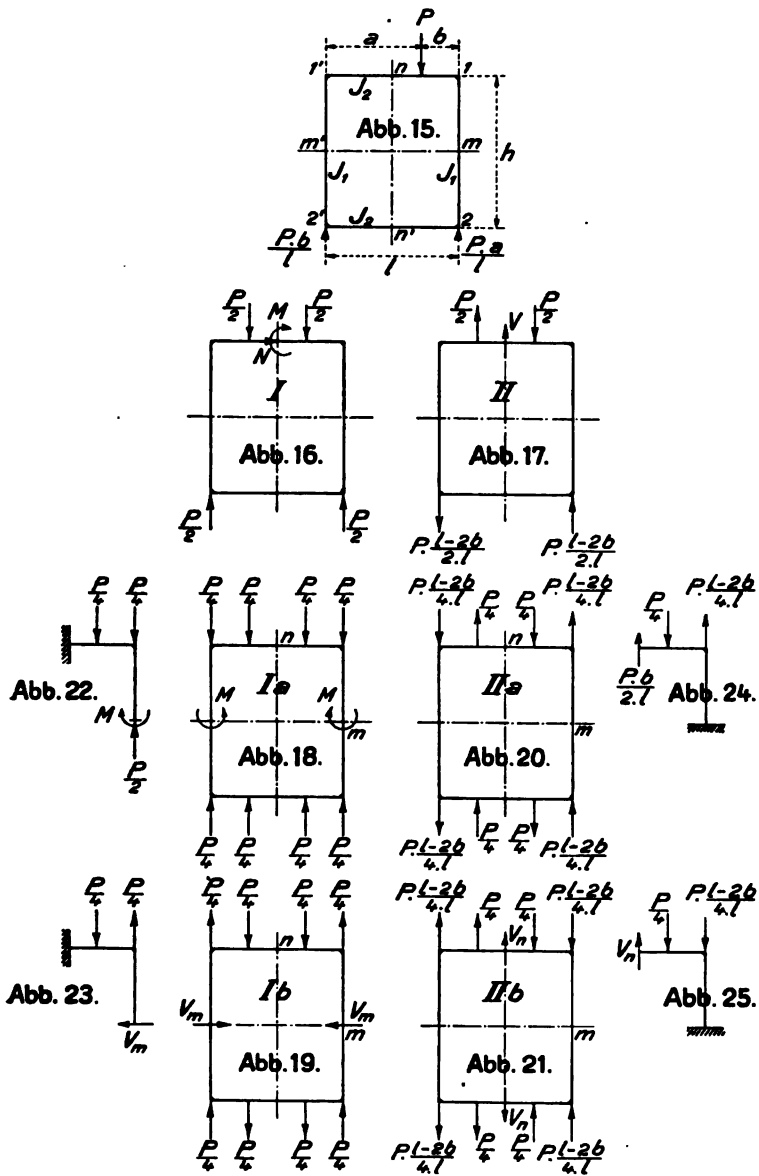 P
a b
1' n 1
J₂
Abb. 15.
m' m h
J₁ J₁
2' J₂ n' 2
P.b/l l P.a/l
P/2 M P/2 P/2 V P/2
N
I II
Abb. 16. Abb. 17.
P/2 P/2 P.(l-2b)/(2.l) P.(l-2b)/(2.l)
P/4 P/4 P/4 P/4 P/4 P/4 P.(l-2b)/(4.l) P/4 P/4 P.(l-2b)/(4.l) P/4 P.(l-2b)/(4.l)
n n
Abb. 22. Ia IIa P.b/(2.l) Abb. 24.
M M M m m
P/2 Abb. 18. Abb. 20.
P/4 P/4 P/4 P/4 P.(l-2b)/(4.l) P/4 P/4 P.(l-2b)/(4.l)
P/4 P/4 P/4 P/4 P/4 P/4 P.(l-2b)/(4.l) P/4 P/4 P.(l-2b)/(4.l) P/4 P.(l-2b)/(4.l)
n Vₙ Vₙ
Abb. 23. Ib IIb Abb. 25.
Vₘ Vₘ Vₘ m m
Abb. 19. Abb. 21.
Vₙ
P/4 P/4 P/4 P/4 P.(l-2b)/(4.l) P/4 P/4 P.(l-2b)/(4.l)